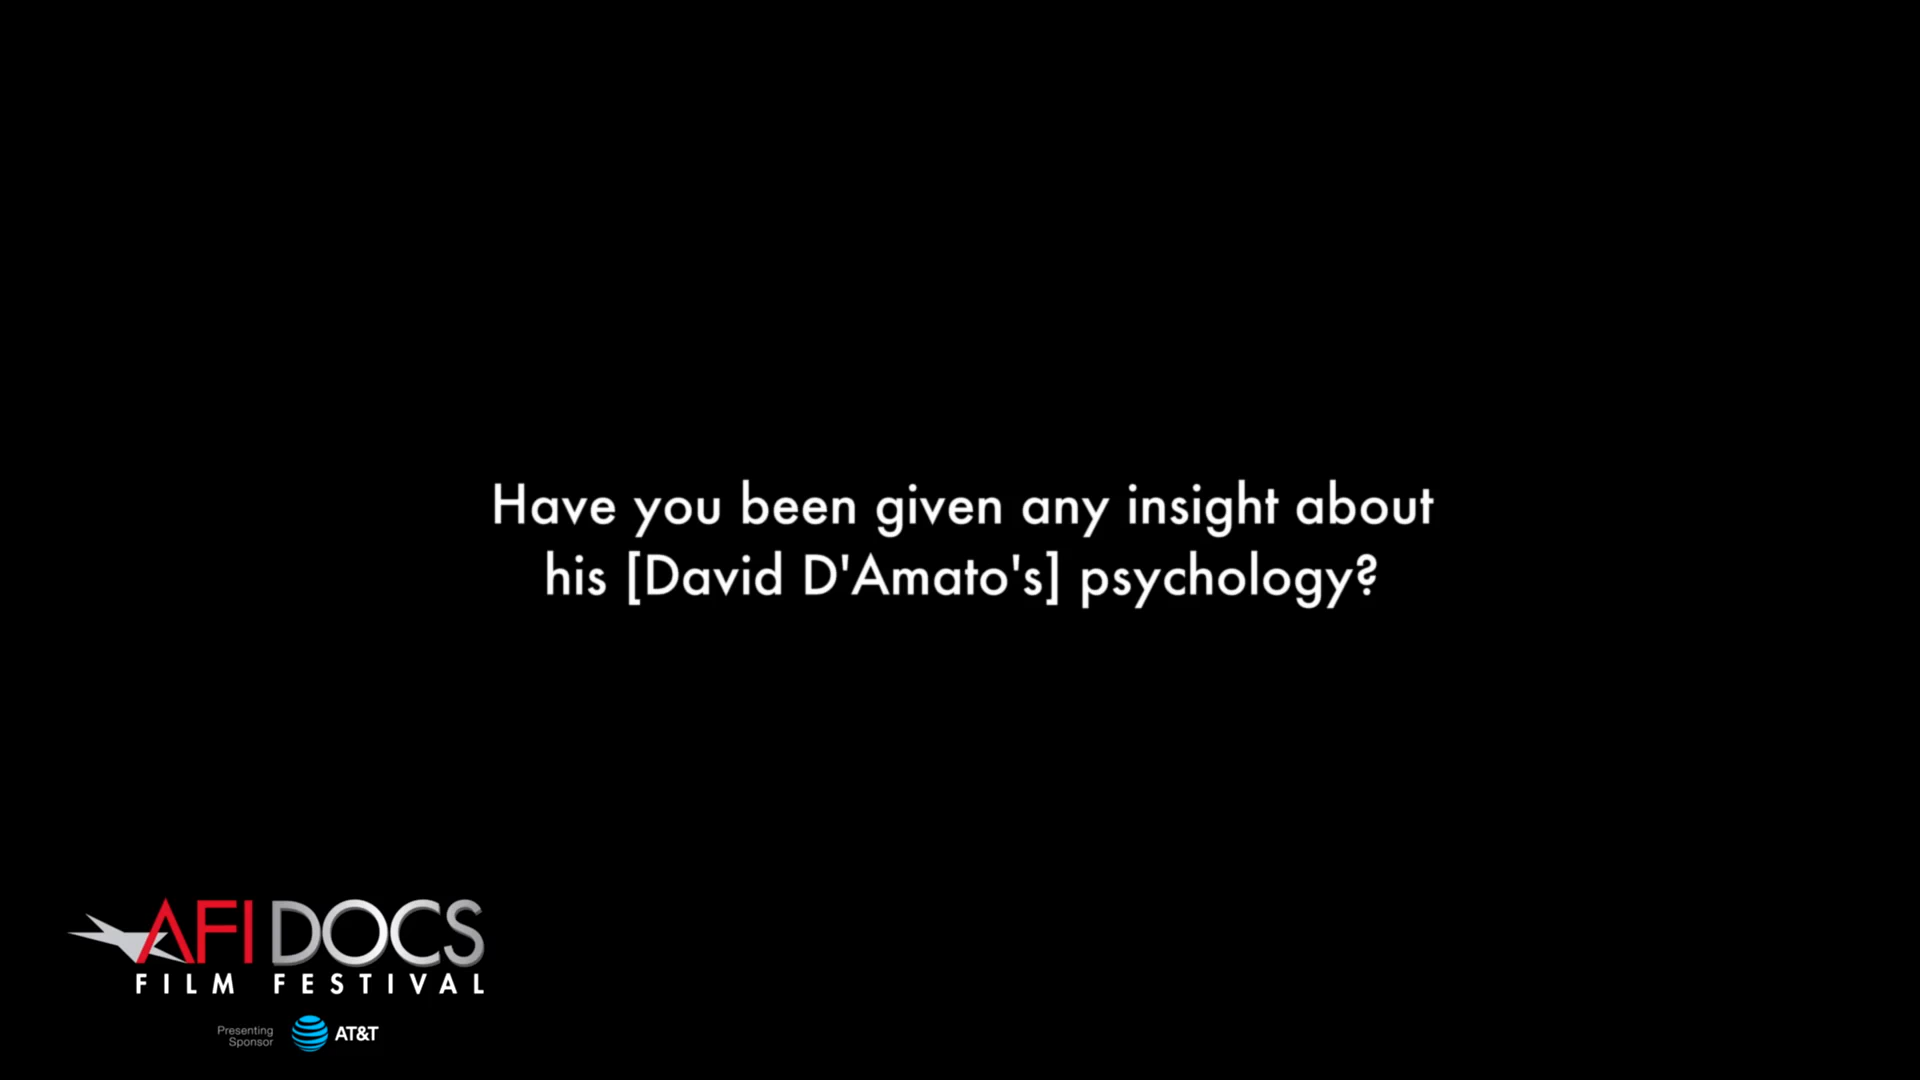 Have you been given any insight about
his [David D'Amato's] psychology?
AFI DOCS
FILM FESTIVAL
Presenting
Sponsor
AT&T